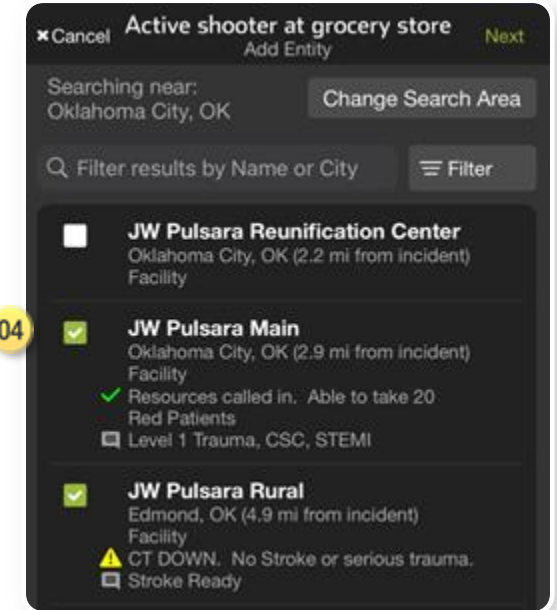 ✖Cancel Active shooter at grocery store Next
Add Entity
Searching near:
Oklahoma City, OK
Change Search Area
Filter results by Name or City
Filter
JW Pulsara Reunification Center
Oklahoma City, OK (2.2 mi from incident)
Facility
04
JW Pulsara Main
Oklahoma City, OK (2.9 mi from incident)
Facility
Resources called in. Able to take 20
Red Patients
Level 1 Trauma, CSC, STEMI
JW Pulsara Rural
Edmond, OK (4.9 mi from incident)
Facility
CT DOWN. No Stroke or serious trauma.
Stroke Ready